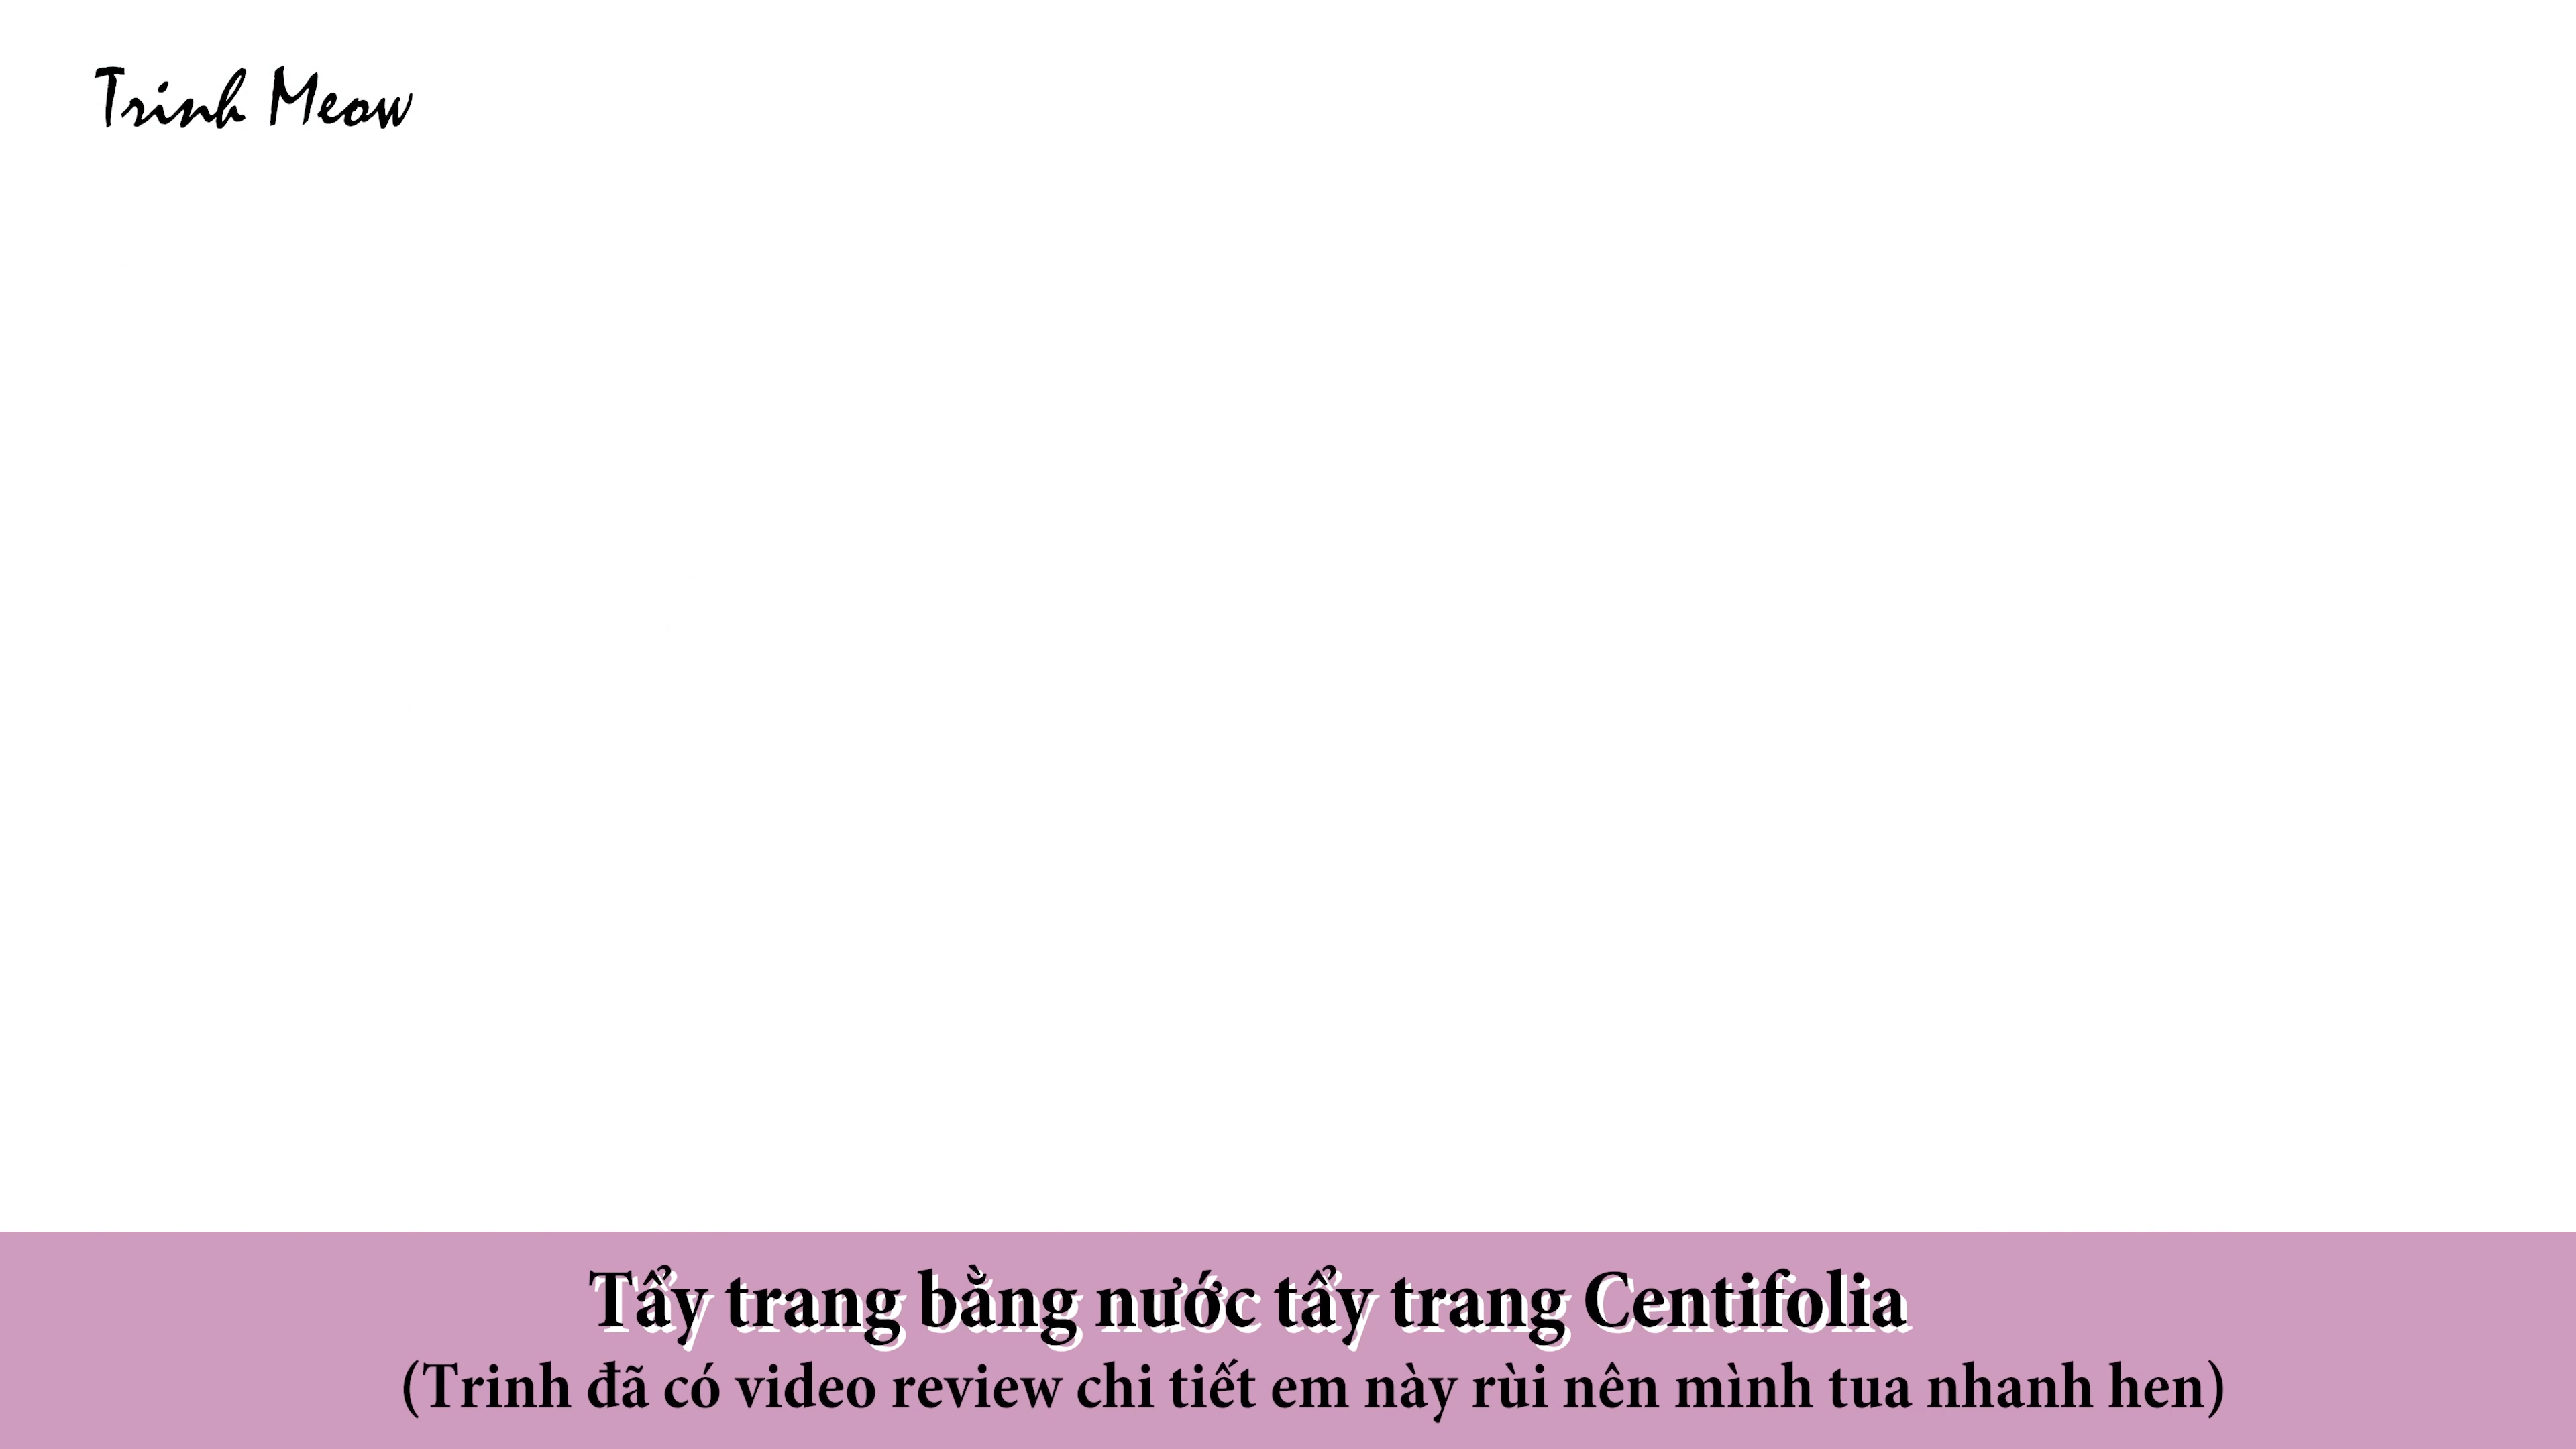 Trinh Meow
Tẩy trang bằng nước tẩy trang Centifolia
(Trinh đã có video review chi tiết em này rùi nên mình tua nhanh hen)